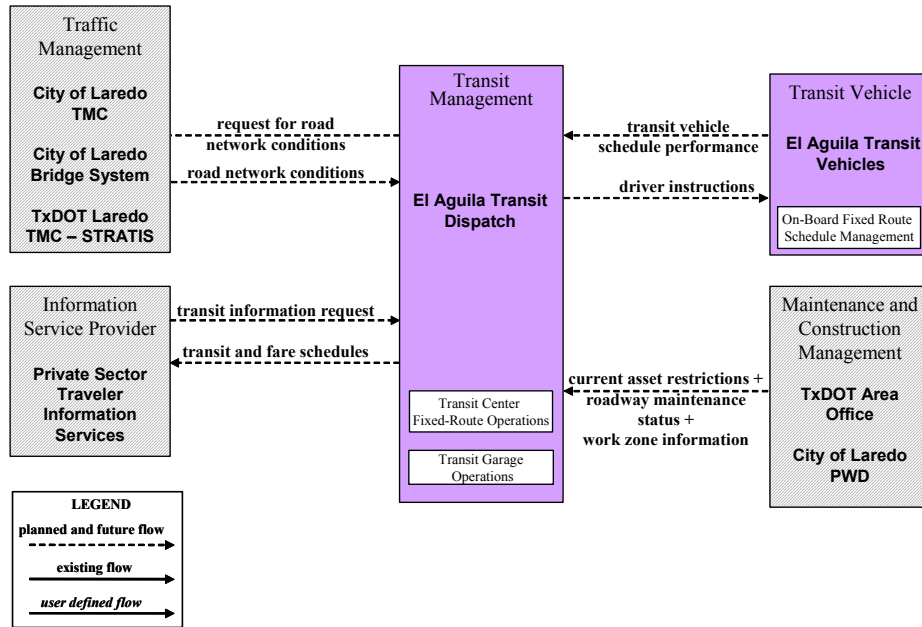 Traffic
Management
City of Laredo
TMC
City of Laredo
Bridge System
TxDOT Laredo
TMC – STRATIS
request for road
network conditions
road network conditions
Transit
Management
El Aguila Transit
Dispatch
Transit Center
Fixed-Route Operations
Transit Garage
Operations
transit vehicle
schedule performance
driver instructions
Transit Vehicle
El Aguila Transit
Vehicles
On-Board Fixed Route
Schedule Management
Information
Service Provider
Private Sector
Traveler
Information
Services
transit information request
transit and fare schedules
current asset restrictions +
roadway maintenance
status +
work zone information
Maintenance and
Construction
Management
TxDOT Area
Office
City of Laredo
PWD
LEGEND
planned and future flow
existing flow
user defined flow